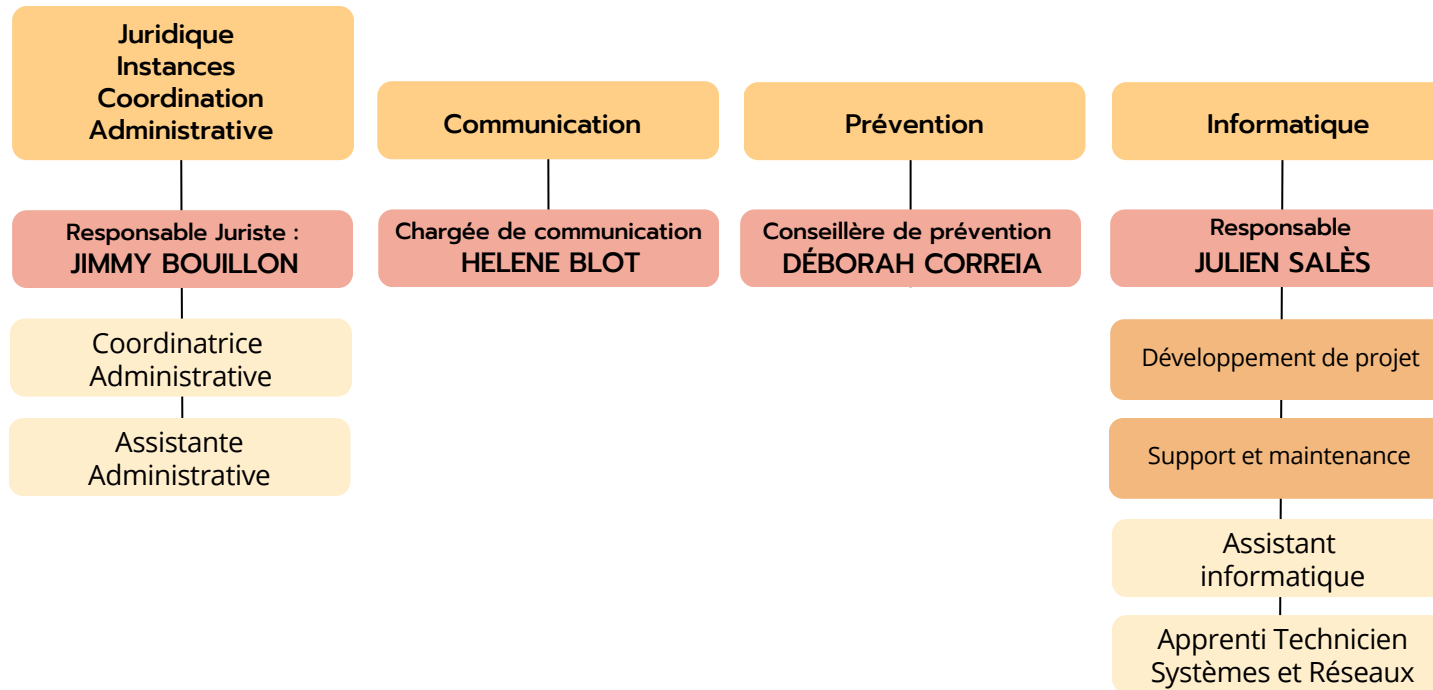 Juridique
Instances
Coordination
Administrative
Responsable Juriste :
JIMMY BOUILLON
Coordinatrice
Administrative
Assistante
Administrative
Communication
Chargée de communication
HELENE BLOT
Prévention
Conseillère de prévention
DÉBORAH CORREIA
Informatique
Responsable
JULIEN SALÈS
Développement de projet
Support et maintenance
Assistant
informatique
Apprenti Technicien
Systèmes et Réseaux